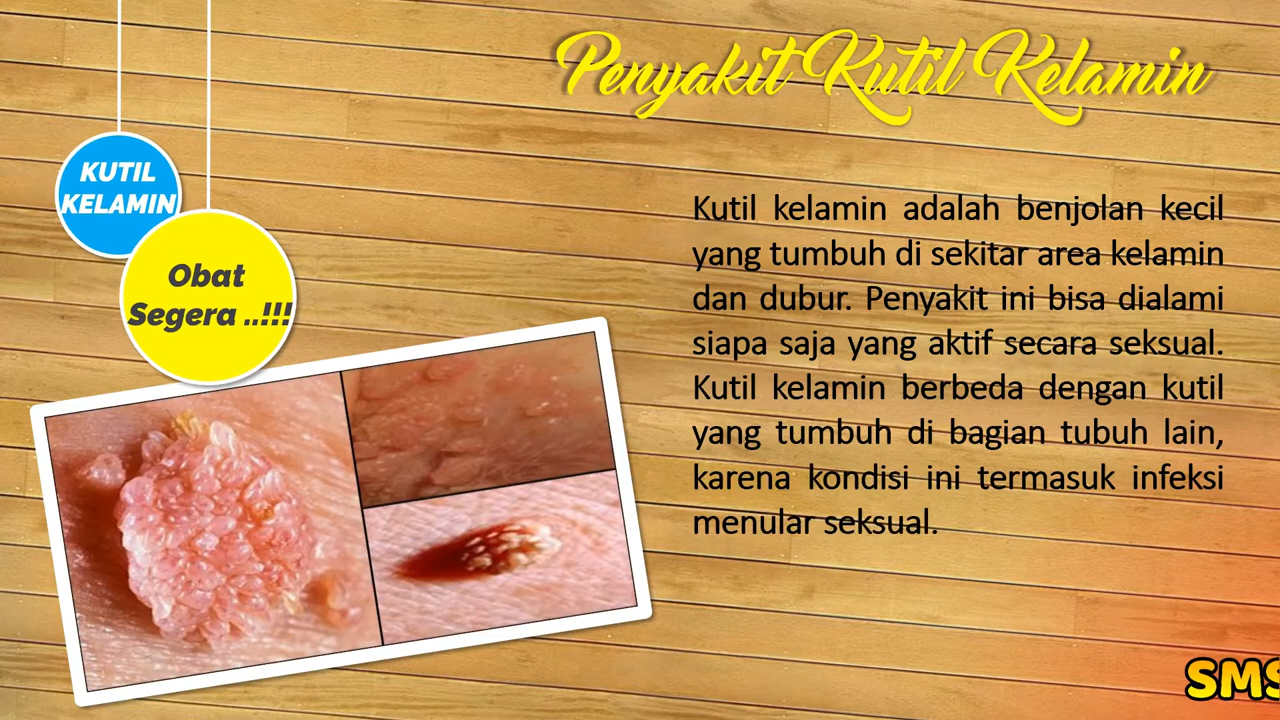 Penyakit Kutil Kelamin
KUTIL
KELAMIN
Obat
Segera ..!!!
Kutil kelamin adalah benjolan kecil
yang tumbuh di sekitar area kelamin
dan dubur. Penyakit ini bisa dialami
siapa saja yang aktif secara seksual.
Kutil kelamin berbeda dengan kutil
yang tumbuh di bagian tubuh lain,
karena kondisi ini termasuk infeksi
menular seksual.
SMS